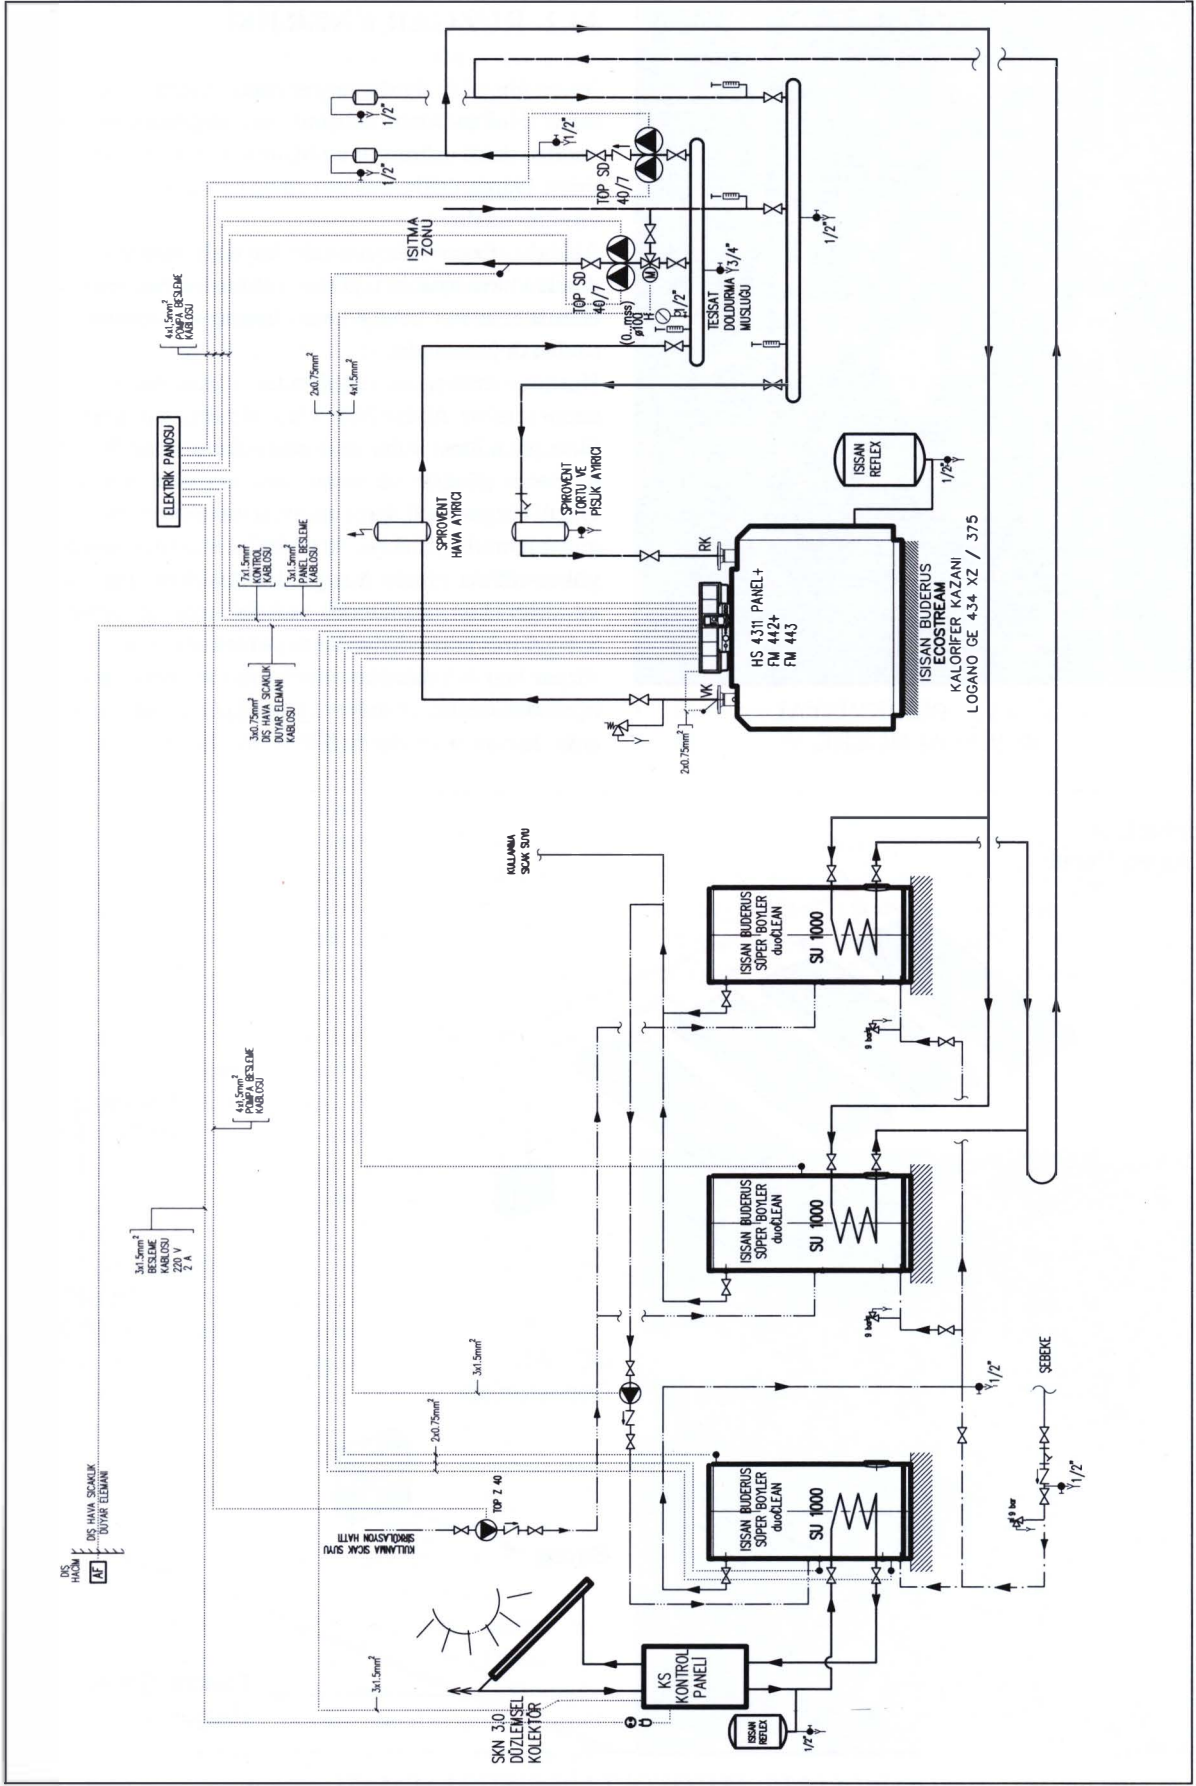 ELEKTRİK PANOSU
4x1,5mm²
POMPA BESLEME
KABLOSU
1/2"
1/2"
1/2"
TOP SD
40/7
ISITMA
ZONU
TOP SD
40/7
(0...mss)
ø100
H
1/2"
T
T
T
T
M
3/4"
TESİSAT
DOLDURMA
MUSLUĞU
1/2"
2x0.75mm²
4x1.5mm²
SPIROVENT
HAVA AYIRICI
SPIROVENT
TORTU VE
PİSLİK AYIRICI
ISISAN
REFLEX
1/2"
7x1.5mm²
KONTROL
KABLOSU
3x1.5mm²
PANEL BESLEME
KABLOSU
3x0.75mm²
DIŞ HAVA SICAKLIK
DUYAR ELEMANI
KABLOSU
VK
RK
HS 4311 PANEL+
FM 442+
FM 443
2x0.75mm²
ISISAN BUDERUS
ECOSTREAM
KALORİFER KAZANI
LOGANO GE 434 XZ / 375
KULLANMA
SICAK SUYU
ISISAN BUDERUS
SÜPER BOYLER
duoCLEAN
SU 1000
9 bar
4x1,5mm²
POMPA BESLEME
KABLOSU
ISISAN BUDERUS
SÜPER BOYLER
duoCLEAN
SU 1000
9 bar
3x1.5mm²
BESLEME
KABLOSU
220 V
2 A
3x1.5mm²
2x0.75mm²
1/2"
ŞEBEKE
1/2"
9 bar
DIŞ
HACİM
AF
DIŞ HAVA SICAKLIK
DUYAR ELEMANI
KULLANMA SICAK SUYU
SİRKÜLASYON HATTI
TOP Z 40
ISISAN BUDERUS
SÜPER BOYLER
duoCLEAN
SU 1000
3x1.5mm²
SKN 3.0
DÜZLEMSEL
KOLEKTÖR
KS
KONTROL
PANELİ
ISISAN
REFLEX
1/2"